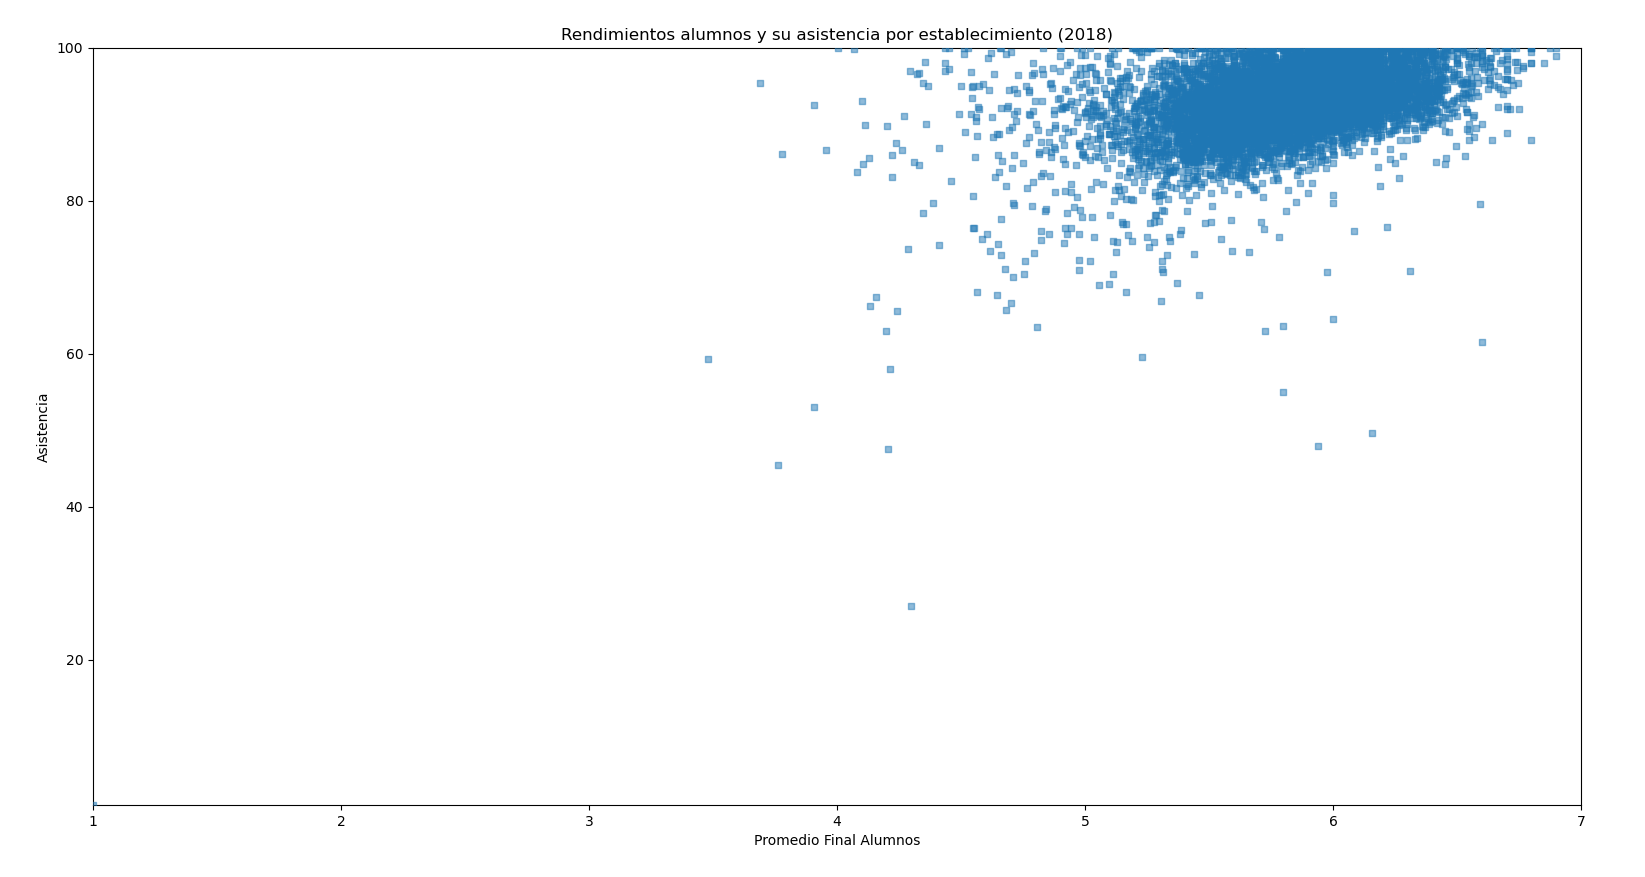 Rendimientos alumnos y su asistencia por establecimiento (2018)
100
80
60
40
20
Asistencia
1 2 3 4 5 6 7
Promedio Final Alumnos